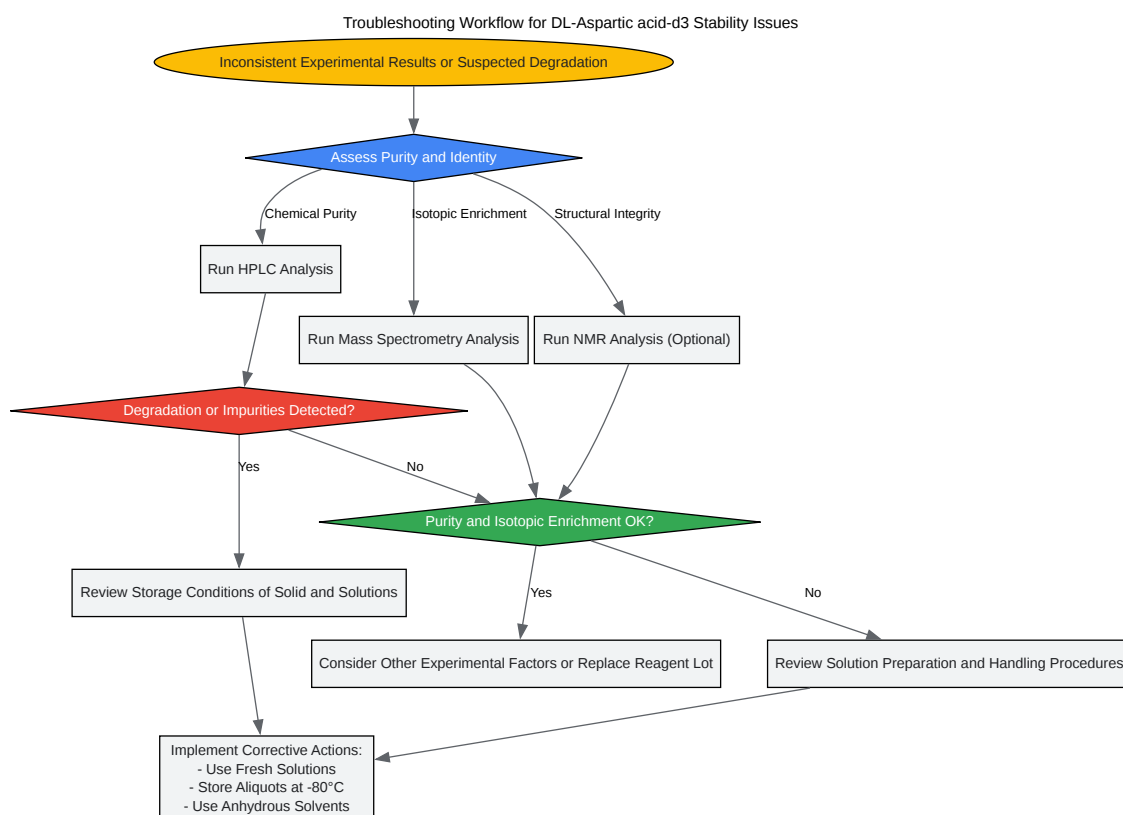 Troubleshooting Workflow for DL-Aspartic acid-d3 Stability Issues
Inconsistent Experimental Results or Suspected Degradation
Assess Purity and Identity
Chemical Purity
Isotopic Enrichment
Structural Integrity
Run HPLC Analysis
Run Mass Spectrometry Analysis
Run NMR Analysis (Optional)
Degradation or Impurities Detected?
Yes
No
Purity and Isotopic Enrichment OK?
Review Storage Conditions of Solid and Solutions
Yes
No
Consider Other Experimental Factors or Replace Reagent Lot
Review Solution Preparation and Handling Procedures
Implement Corrective Actions:
- Use Fresh Solutions
- Store Aliquots at -80°C
- Use Anhydrous Solvents